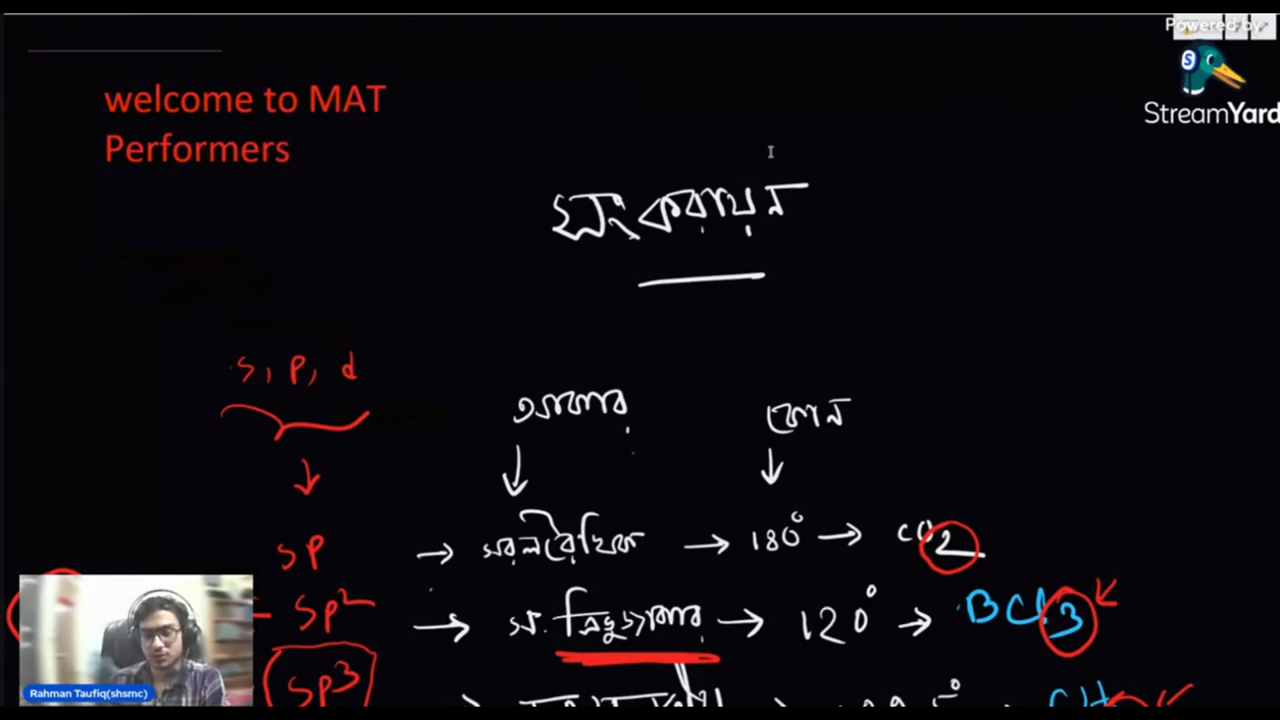 Powered by
StreamYard
welcome to MAT
Performers
সংকরায়ন
s, p, d
আকার
কোন
sp → সরলরৈখিক → 180° → CO2
sp2 → স. ত্রিভুজাকার → 120° → BCl3
sp3
CH
Rahman Taufiq(shsmc)